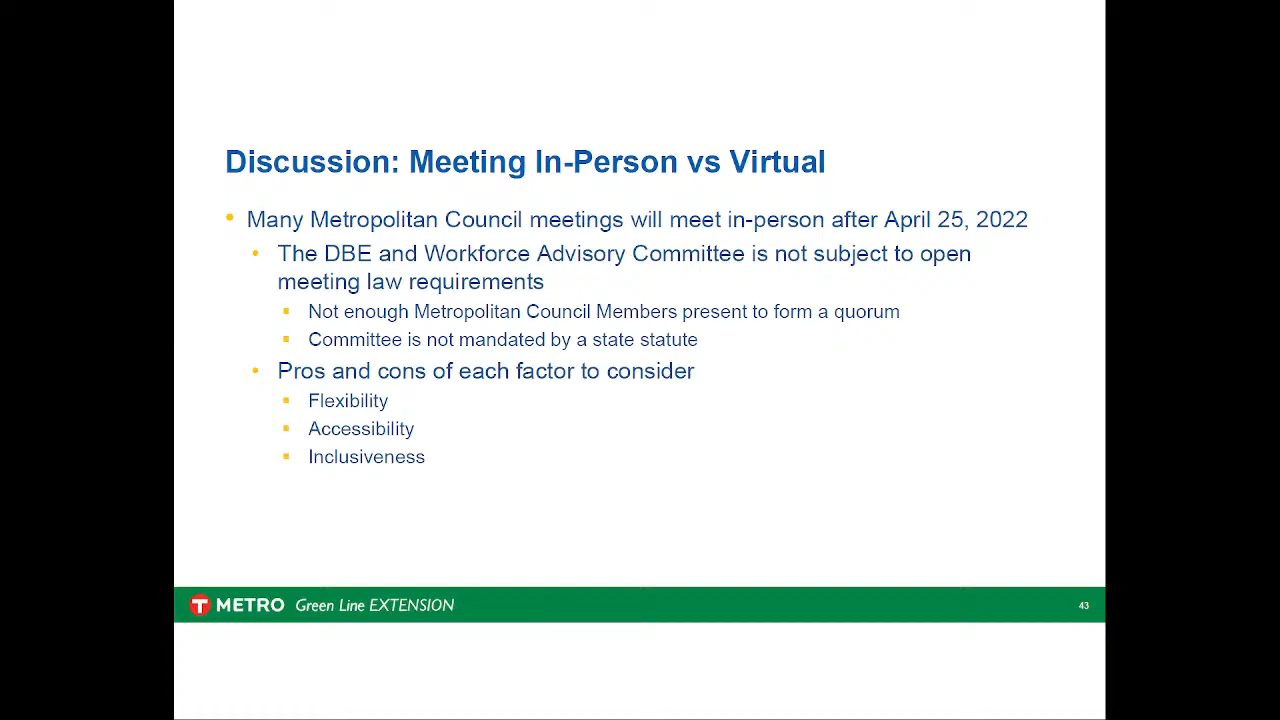 Discussion: Meeting In-Person vs Virtual
• Many Metropolitan Council meetings will meet in-person after April 25, 2022
• The DBE and Workforce Advisory Committee is not subject to open
meeting law requirements
▪ Not enough Metropolitan Council Members present to form a quorum
▪ Committee is not mandated by a state statute
• Pros and cons of each factor to consider
▪ Flexibility
▪ Accessibility
▪ Inclusiveness
T METRO Green Line EXTENSION 43